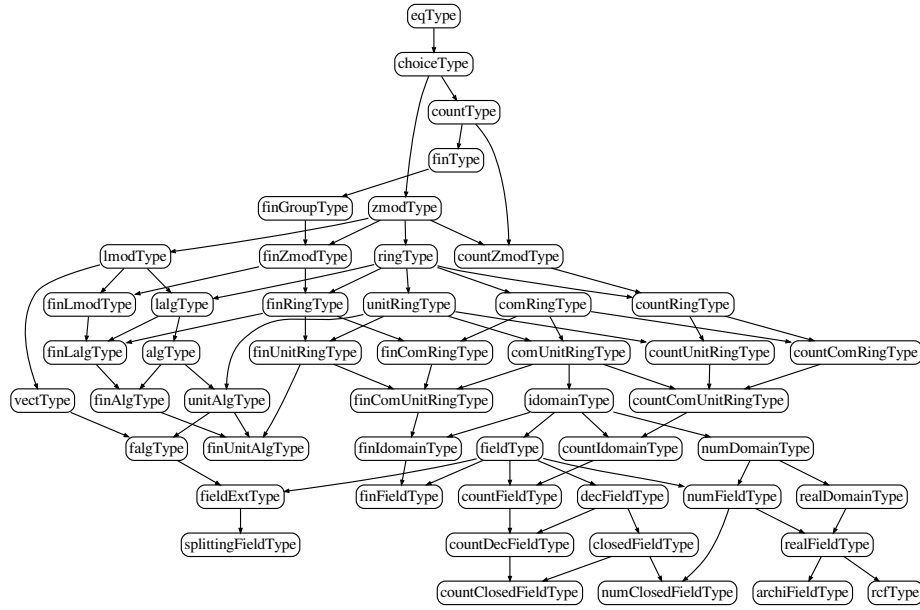 eqType
choiceType
countType
finType
finGroupType
zmodType
lmodType
finZmodType
ringType
countZmodType
finLmodType
lalgType
finRingType
unitRingType
comRingType
countRingType
finLalgType
algType
finUnitRingType
finComRingType
comUnitRingType
countUnitRingType
countComRingType
vectType
finAlgType
unitAlgType
finComUnitRingType
idomainType
countComUnitRingType
falgType
finUnitAlgType
finIdomainType
fieldType
countIdomainType
numDomainType
fieldExtType
finFieldType
countFieldType
decFieldType
numFieldType
realDomainType
splittingFieldType
countDecFieldType
closedFieldType
realFieldType
countClosedFieldType
numClosedFieldType
archiFieldType
rcfType